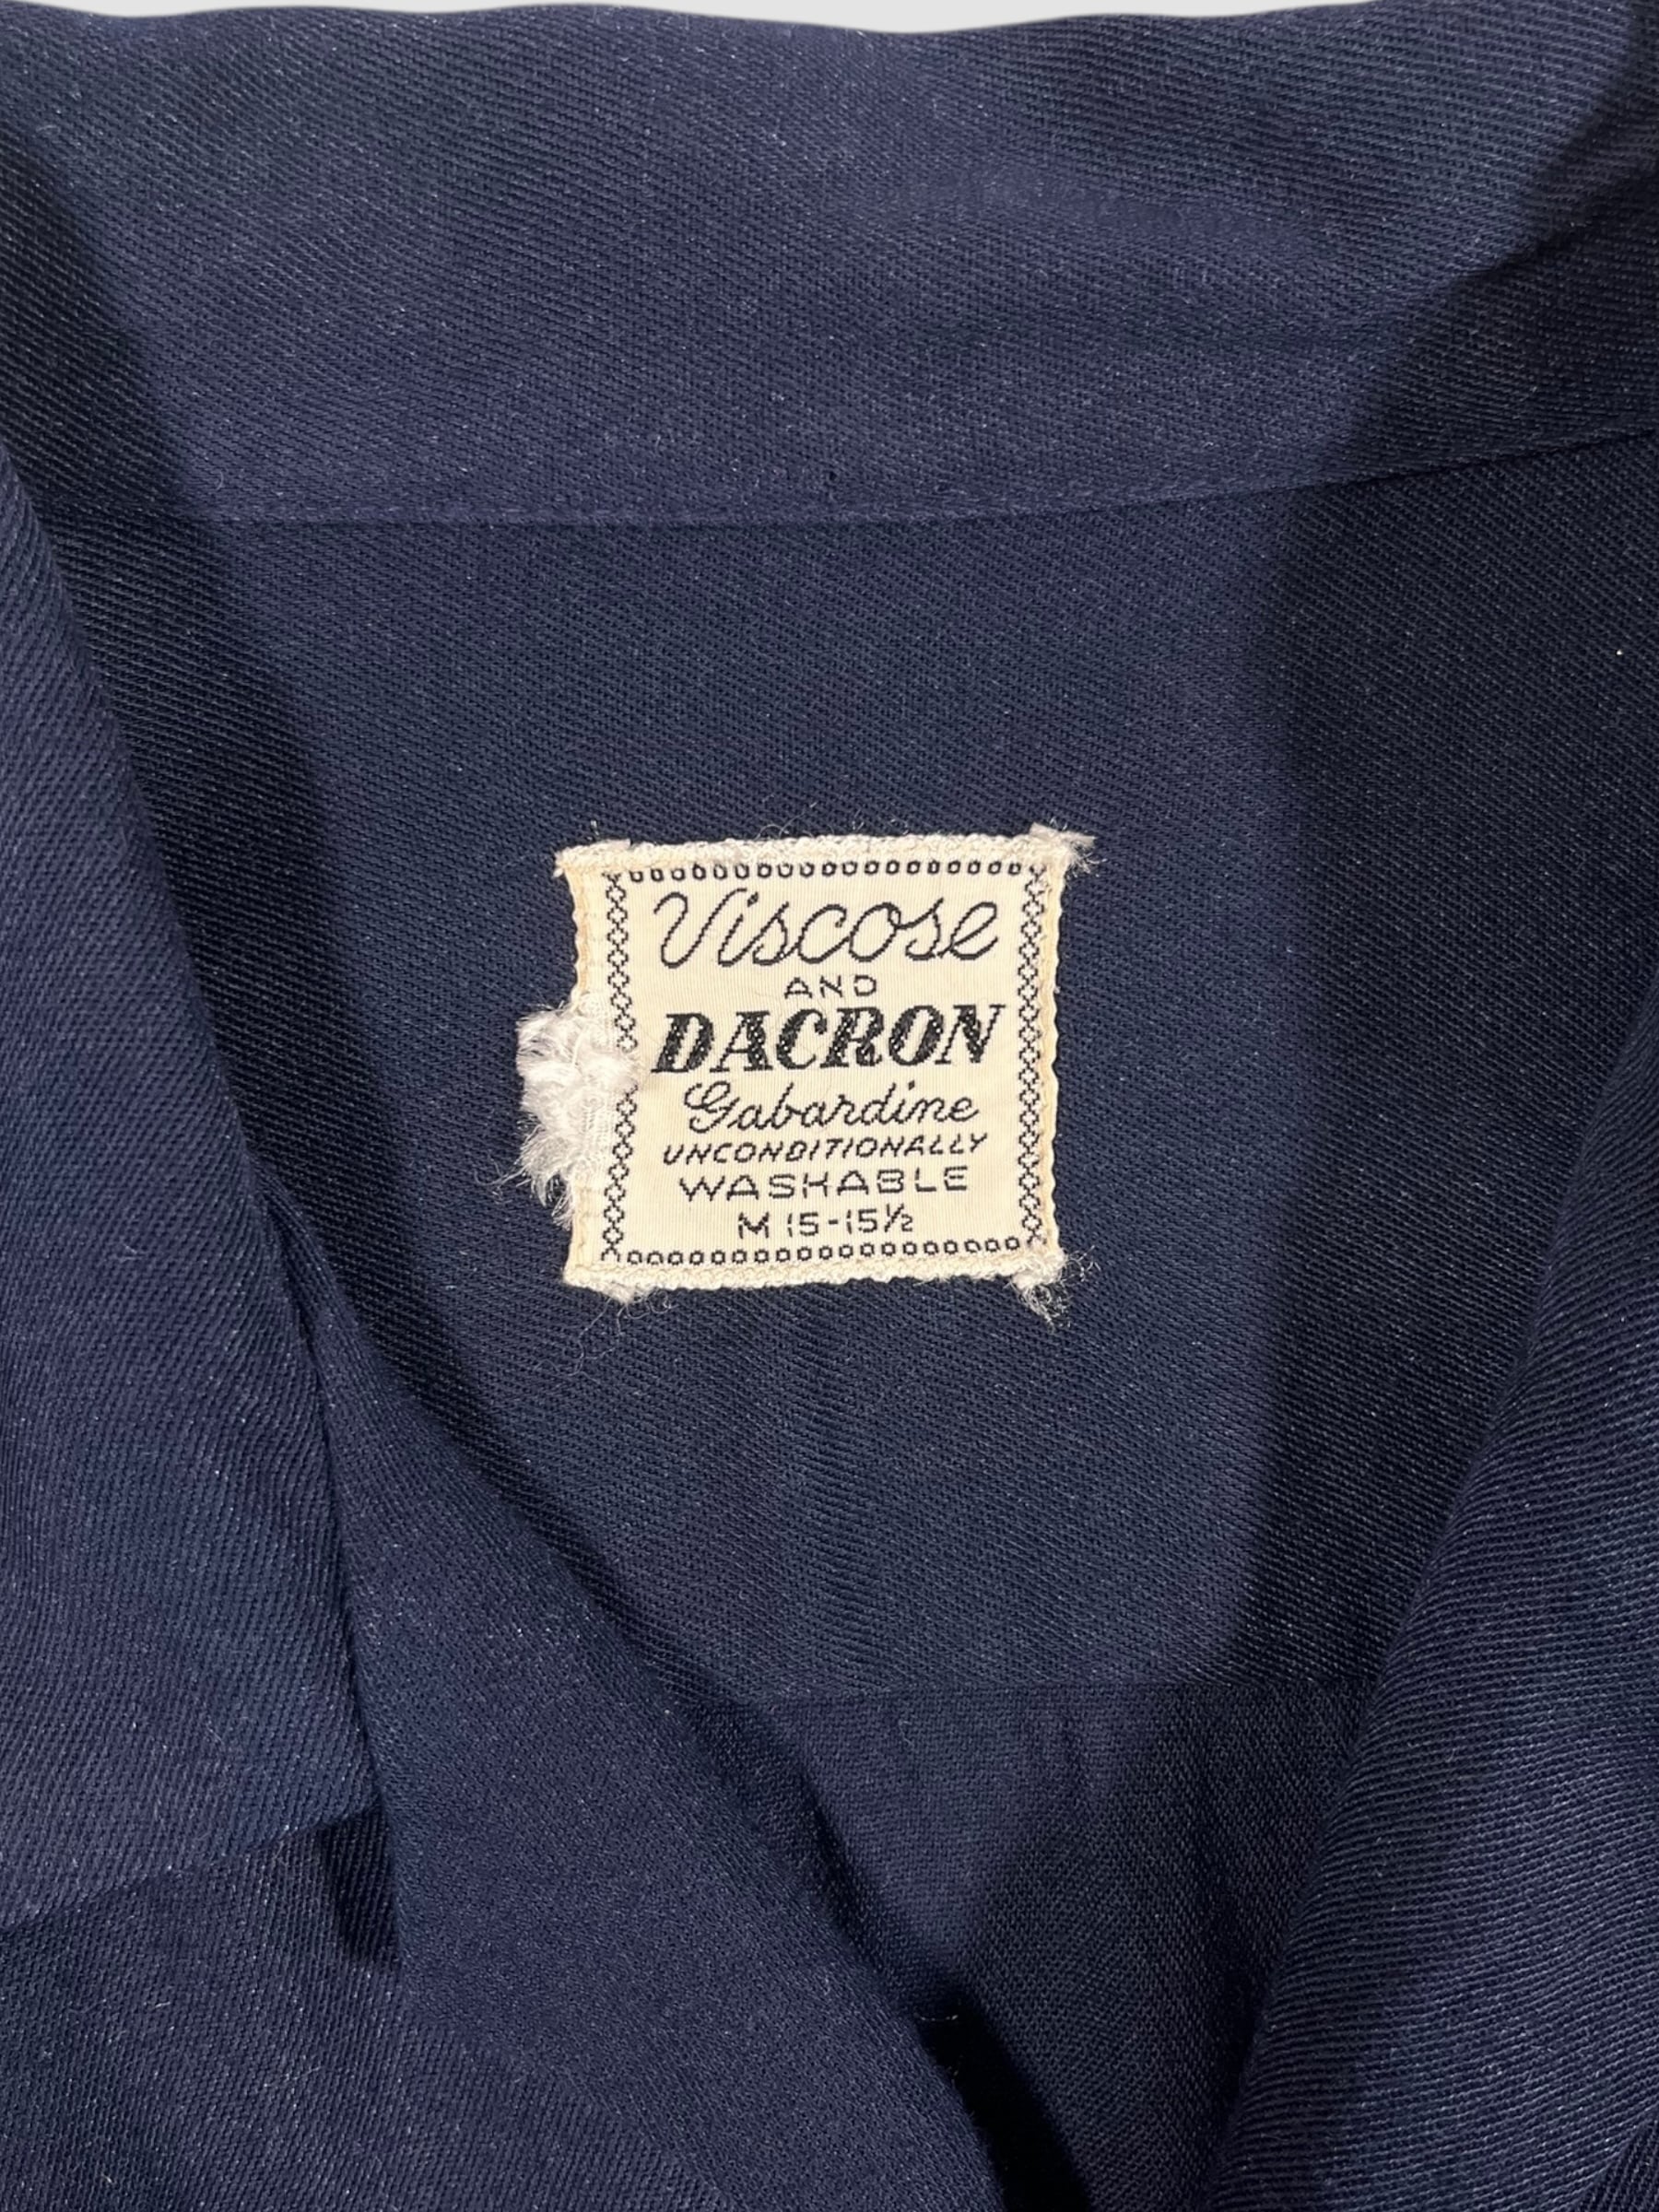 Viscose
AND
DACRON
Gabardine
UNCONDITIONALLY
WASHABLE
M 15-15½